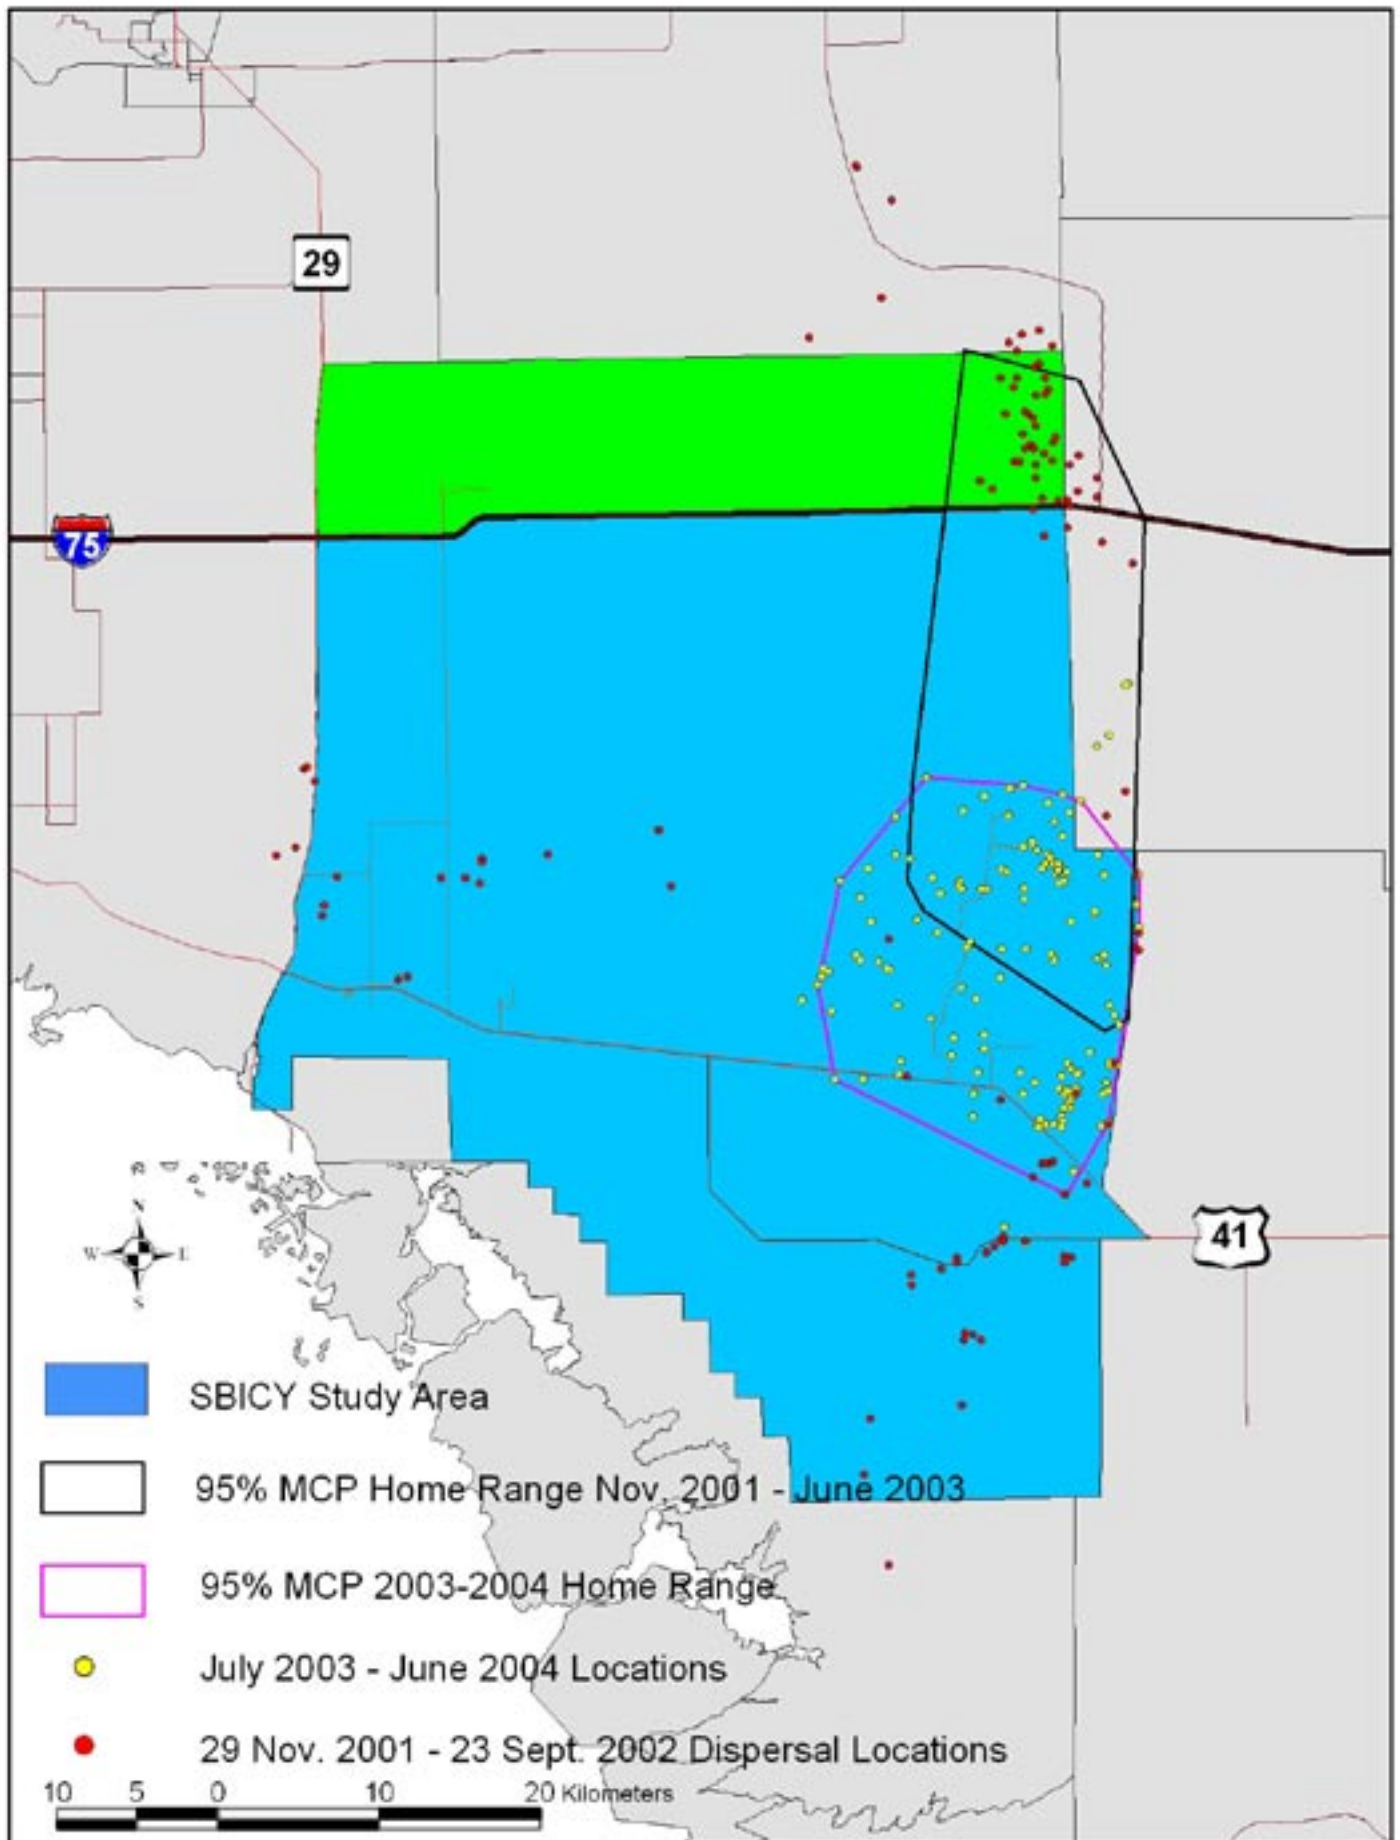 29
75
41
N
W E
S
SBICY Study Area
95% MCP Home Range Nov. 2001 - June 2003
95% MCP 2003-2004 Home Range
July 2003 - June 2004 Locations
29 Nov. 2001 - 23 Sept. 2002 Dispersal Locations
10 5 0 10 20 Kilometers